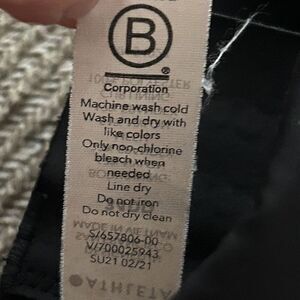 B
Corporation
Machine wash cold
Wash and dry with
like colors
Only non-chlorine
bleach when
needed
Line dry
Do not iron
Do not dry clean
S/657806-00
V/700025943
SU21 02/21
ATHLETA